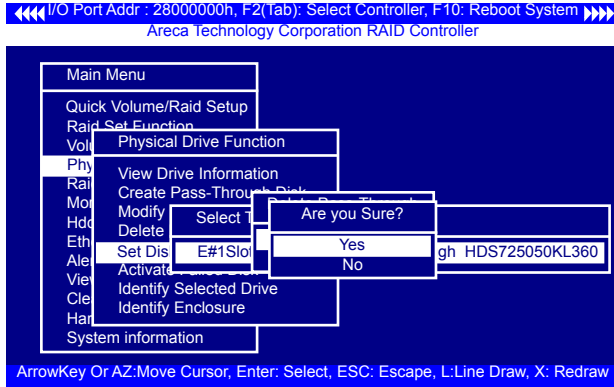 I/O Port Addr : 28000000h, F2(Tab): Select Controller, F10: Reboot System
Areca Technology Corporation RAID Controller
Main Menu
Quick Volume/Raid Setup
Raid Set Function
Physical Drive Function
View Drive Information
Create Pass-Through Disk
Modify
Select
Are you Sure?
Delete
Yes
Set Dis
E#1Slot
gh HDS725050KL360
No
Identify Selected Drive
Identify Enclosure
System information
ArrowKey Or AZ:Move Cursor, Enter: Select, ESC: Escape, L:Line Draw, X: Redraw